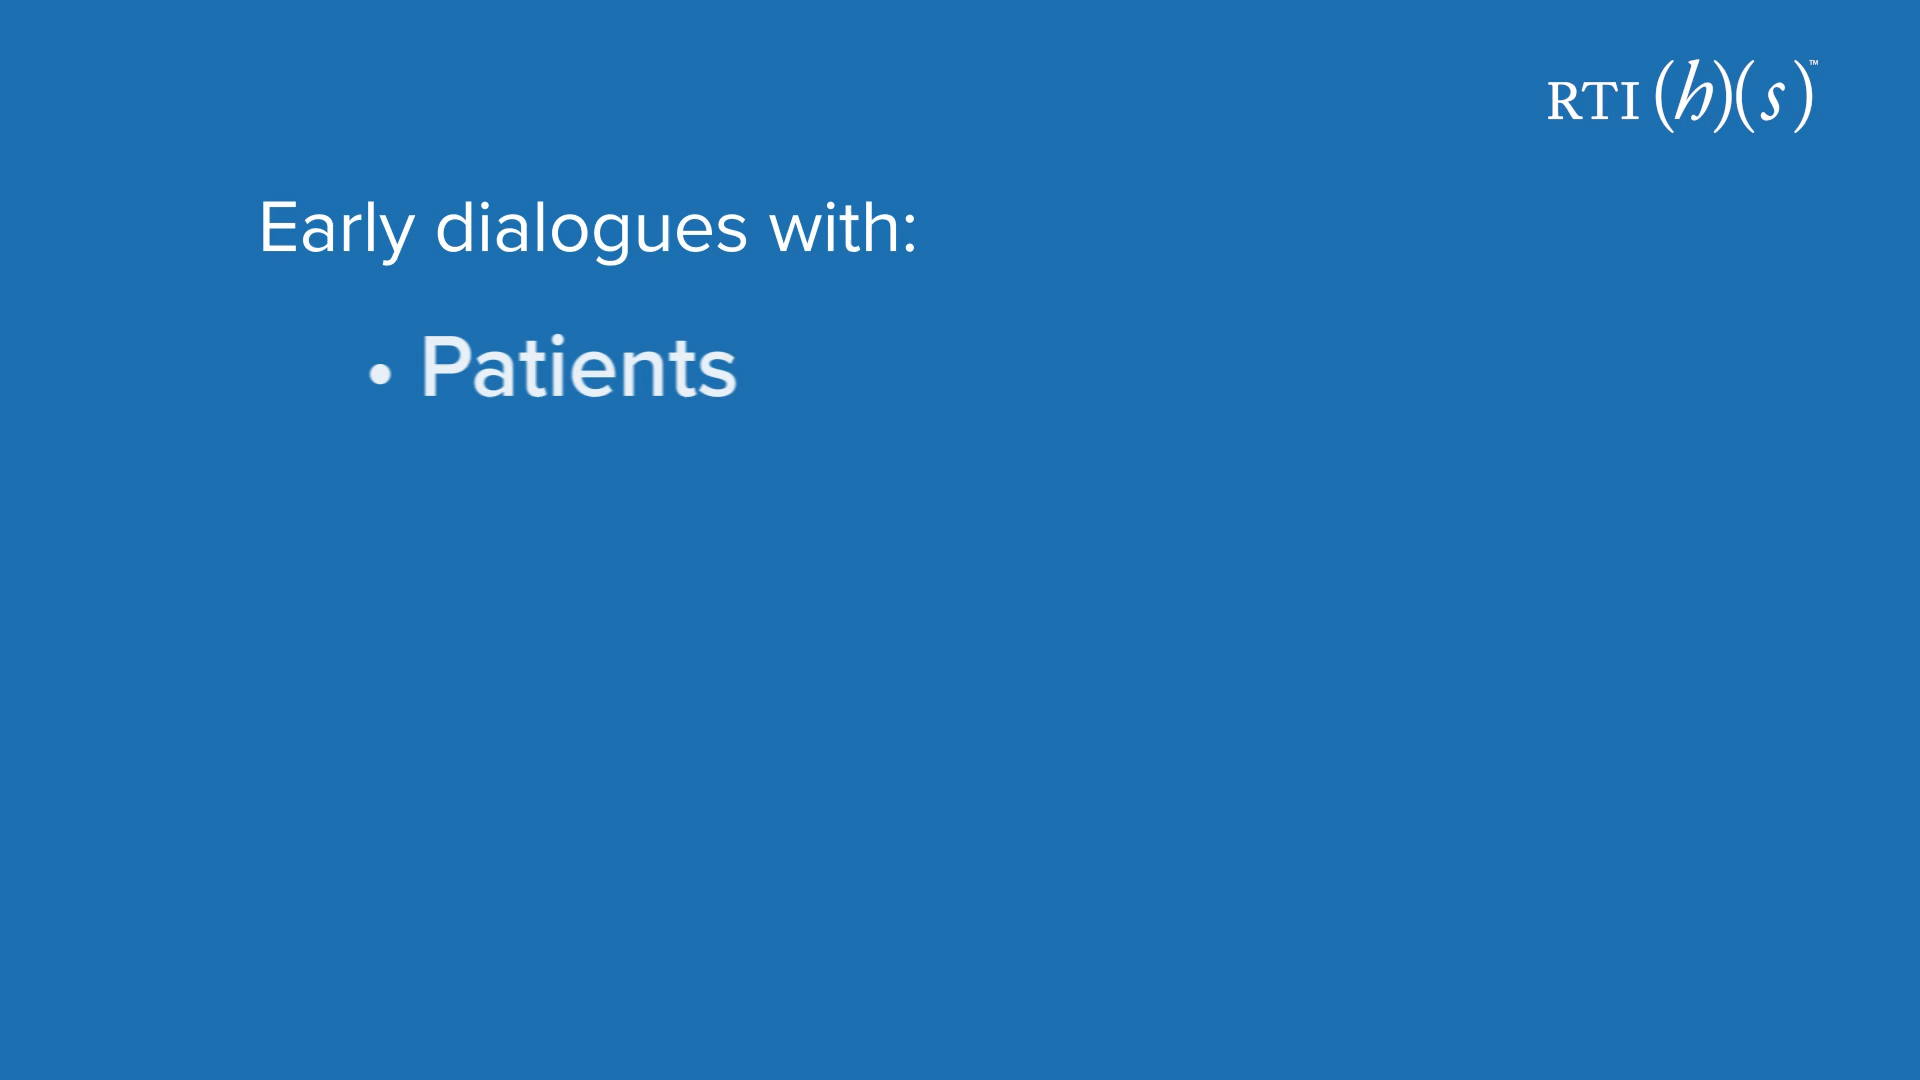 RTI (h)(s)™
Early dialogues with:
• Patients